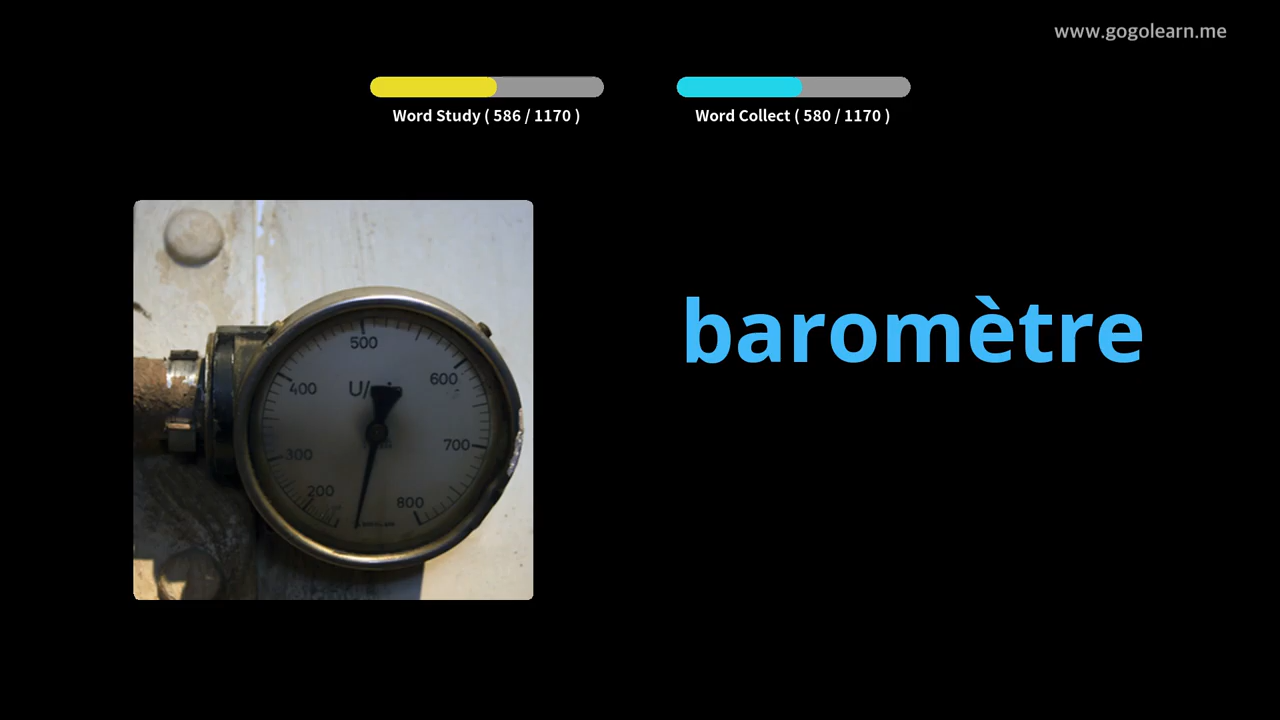 www.gogolearn.me
Word Study ( 586 / 1170 )
Word Collect ( 580 / 1170 )
baromètre
500
400
600
300
700
200
800